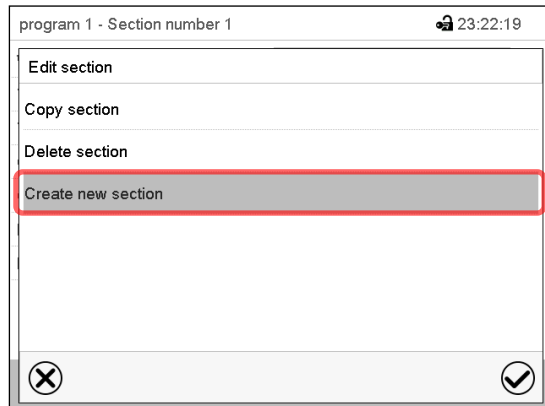 program 1 - Section number 1 23:22:19
Edit section
Copy section
Delete section
Create new section